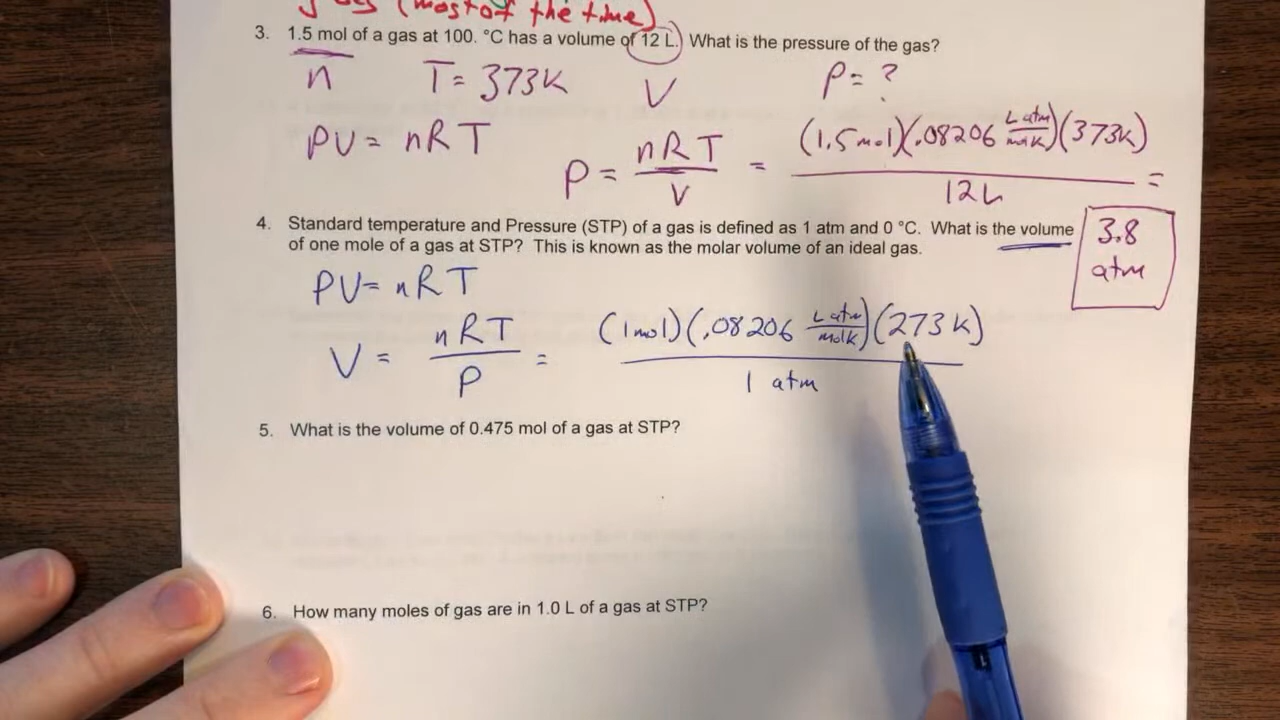 gas (most of the time)
3. 1.5 mol of a gas at 100. °C has a volume of 12 L. What is the pressure of the gas?
n T = 373K V P = ?
PV = nRT P = nRT / V = (1.5 mol)(.08206 L atm / mol K)(373K) / 12 L =
4. Standard temperature and Pressure (STP) of a gas is defined as 1 atm and 0 °C. What is the volume
of one mole of a gas at STP? This is known as the molar volume of an ideal gas.
3.8
atm
PV = nRT
V = nRT / P = (1 mol)(.08206 L atm / mol K)(273 K) / 1 atm
5. What is the volume of 0.475 mol of a gas at STP?
6. How many moles of gas are in 1.0 L of a gas at STP?